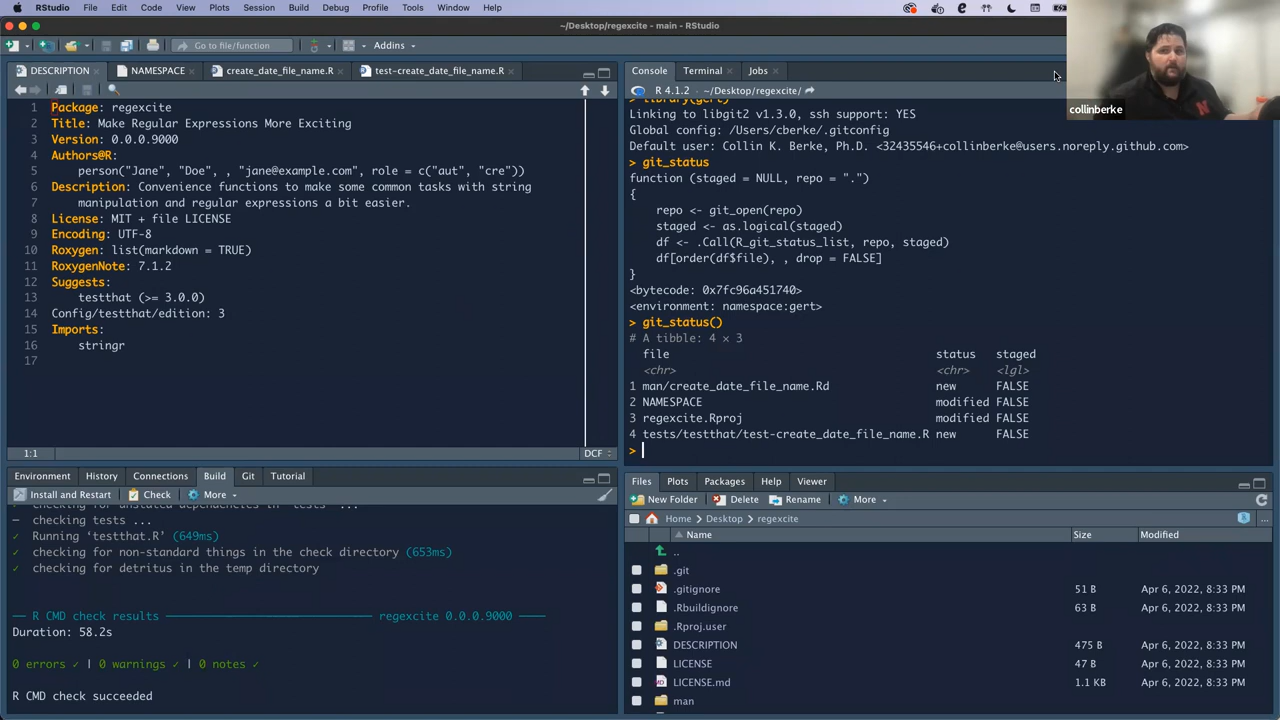 RStudio File Edit Code View Plots Session Build Debug Profile Tools Window Help
~/Desktop/regexcite - main - RStudio
Go to file/function Addins
DESCRIPTION NAMESPACE create_date_file_name.R test-create_date_file_name.R
1 Package: regexcite
2 Title: Make Regular Expressions More Exciting
3 Version: 0.0.0.9000
4 Authors@R:
5 person("Jane", "Doe", , "jane@example.com", role = c("aut", "cre"))
6 Description: Convenience functions to make some common tasks with string
7 manipulation and regular expressions a bit easier.
8 License: MIT + file LICENSE
9 Encoding: UTF-8
10 Roxygen: list(markdown = TRUE)
11 RoxygenNote: 7.1.2
12 Suggests:
13 testthat (>= 3.0.0)
14 Config/testthat/edition: 3
15 Imports:
16 stringr
17
1:1 DCF
Environment History Connections Build Git Tutorial
Install and Restart Check More
- checking tests ...
✓ Running ‘testthat.R’ (649ms)
✓ checking for non-standard things in the check directory (653ms)
✓ checking for detritus in the temp directory
── R CMD check results ──────────────── regexcite 0.0.0.9000 ────
Duration: 58.2s
0 errors ✓ | 0 warnings ✓ | 0 notes ✓
R CMD check succeeded
Console Terminal Jobs
R 4.1.2 · ~/Desktop/regexcite/
> library(gert)
Linking to libgit2 v1.3.0, ssh support: YES
Global config: /Users/cberke/.gitconfig
Default user: Collin K. Berke, Ph.D. <32435546+collinberke@users.noreply.github.com>
> git_status
function (staged = NULL, repo = ".")
{
repo <- git_open(repo)
staged <- as.logical(staged)
df <- .Call(R_git_status_list, repo, staged)
df[order(df$file), , drop = FALSE]
}
<bytecode: 0x7fc96a451740>
<environment: namespace:gert>
> git_status()
# A tibble: 4 × 3
file status staged
<chr> <chr> <lgl>
1 man/create_date_file_name.Rd new FALSE
2 NAMESPACE modified FALSE
3 regexcite.Rproj modified FALSE
4 tests/testthat/test-create_date_file_name.R new FALSE
>
Files Plots Packages Help Viewer
New Folder Delete Rename More
Home Desktop regexcite ...
Name Size Modified
..
.git
.gitignore 51 B Apr 6, 2022, 8:33 PM
.Rbuildignore 63 B Apr 6, 2022, 8:33 PM
.Rproj.user
DESCRIPTION 475 B Apr 6, 2022, 8:33 PM
LICENSE 47 B Apr 6, 2022, 8:33 PM
LICENSE.md 1.1 KB Apr 6, 2022, 8:33 PM
man
collinberke